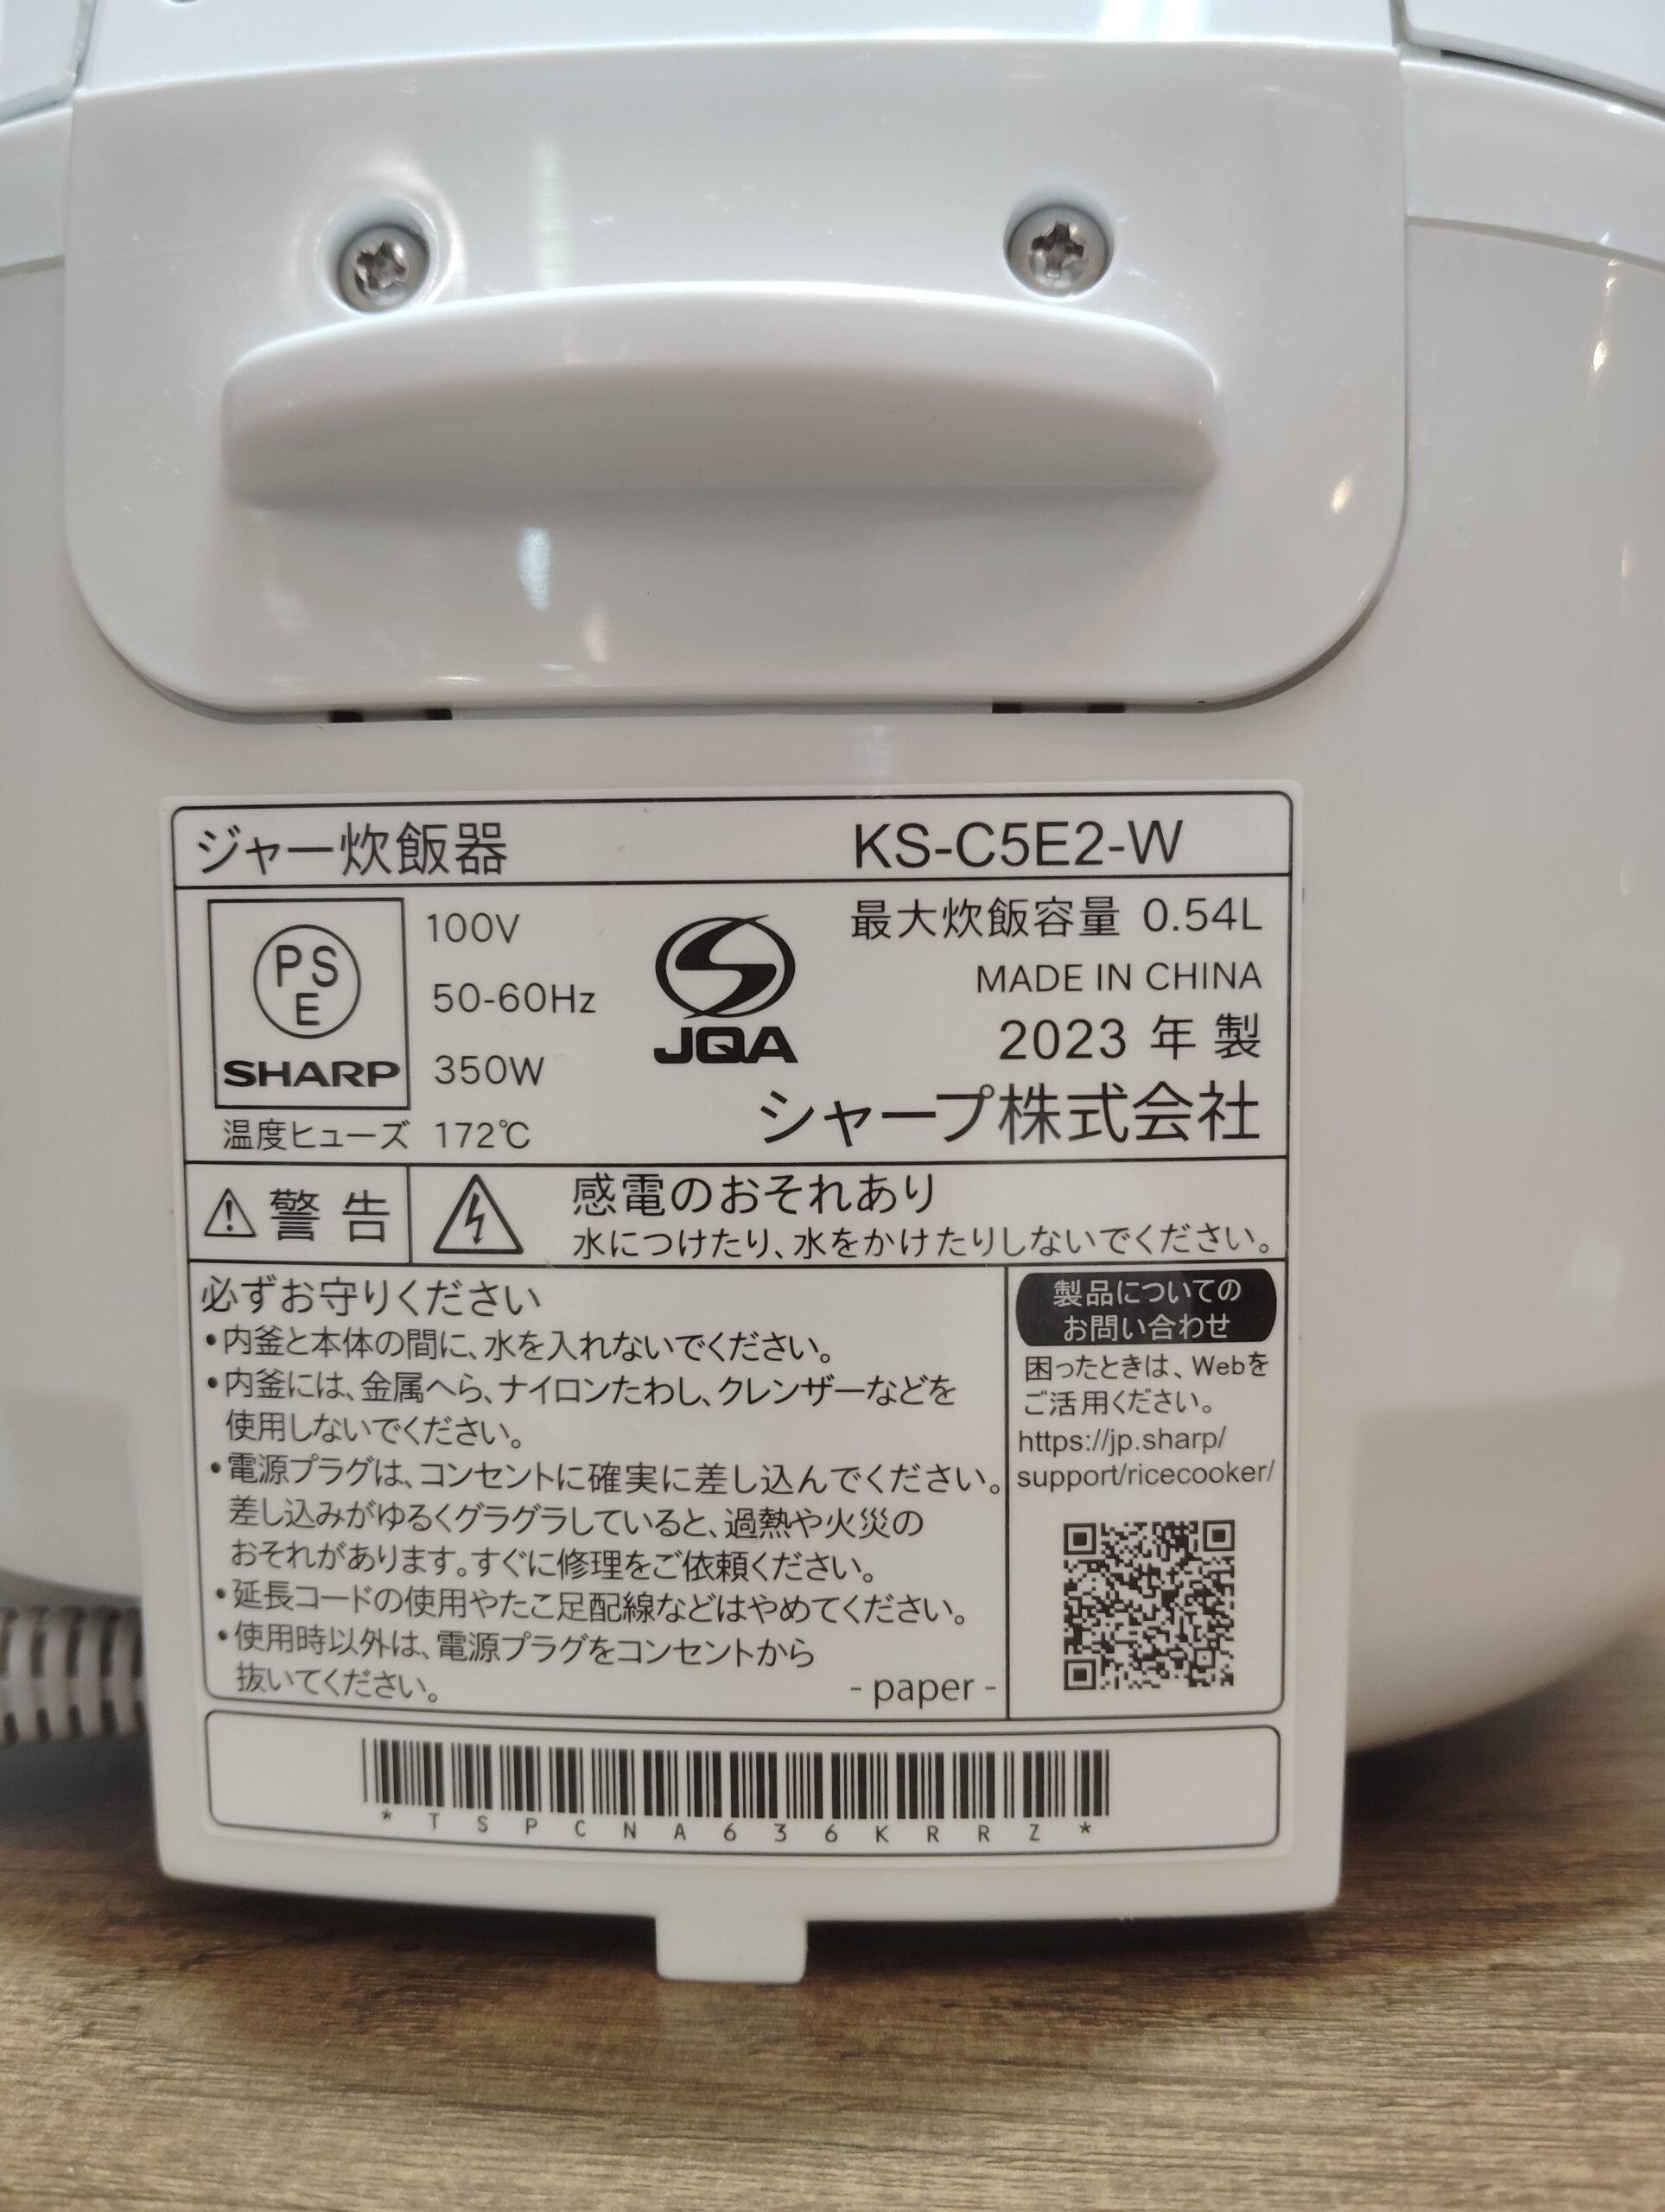 ジャー炊飯器 KS-C5E2-W
PS
E
SHARP
100V
50-60Hz
350W
温度ヒューズ 172℃
JQA
最大炊飯容量 0.54L
MADE IN CHINA
2023 年 製
シャープ株式会社
警 告
感電のおそれあり
水につけたり、水をかけたりしないでください。
必ずお守りください
・内釜と本体の間に、水を入れないでください。
・内釜には、金属へら、ナイロンたわし、クレンザーなどを
使用しないでください。
・電源プラグは、コンセントに確実に差し込んでください。
差し込みがゆるくグラグラしていると、過熱や火災の
おそれがあります。すぐに修理をご依頼ください。
・延長コードの使用やたこ足配線などはやめてください。
・使用時以外は、電源プラグをコンセントから
抜いてください。
- paper -
製品についての
お問い合わせ
困ったときは、Webを
ご活用ください。
https://jp.sharp/
support/ricecooker/
* T S P C N A 6 3 6 K R R Z *